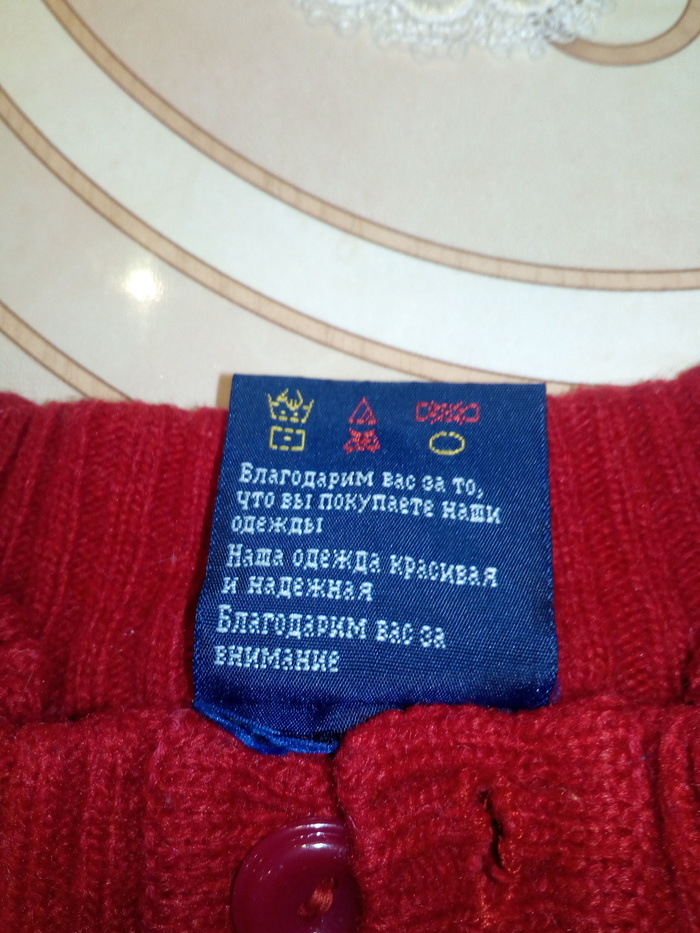 Благодарим вас за то,
что вы покупаете наши
одежды
Наша одежда красивая
и надежная
Благодарим вас за
внимание